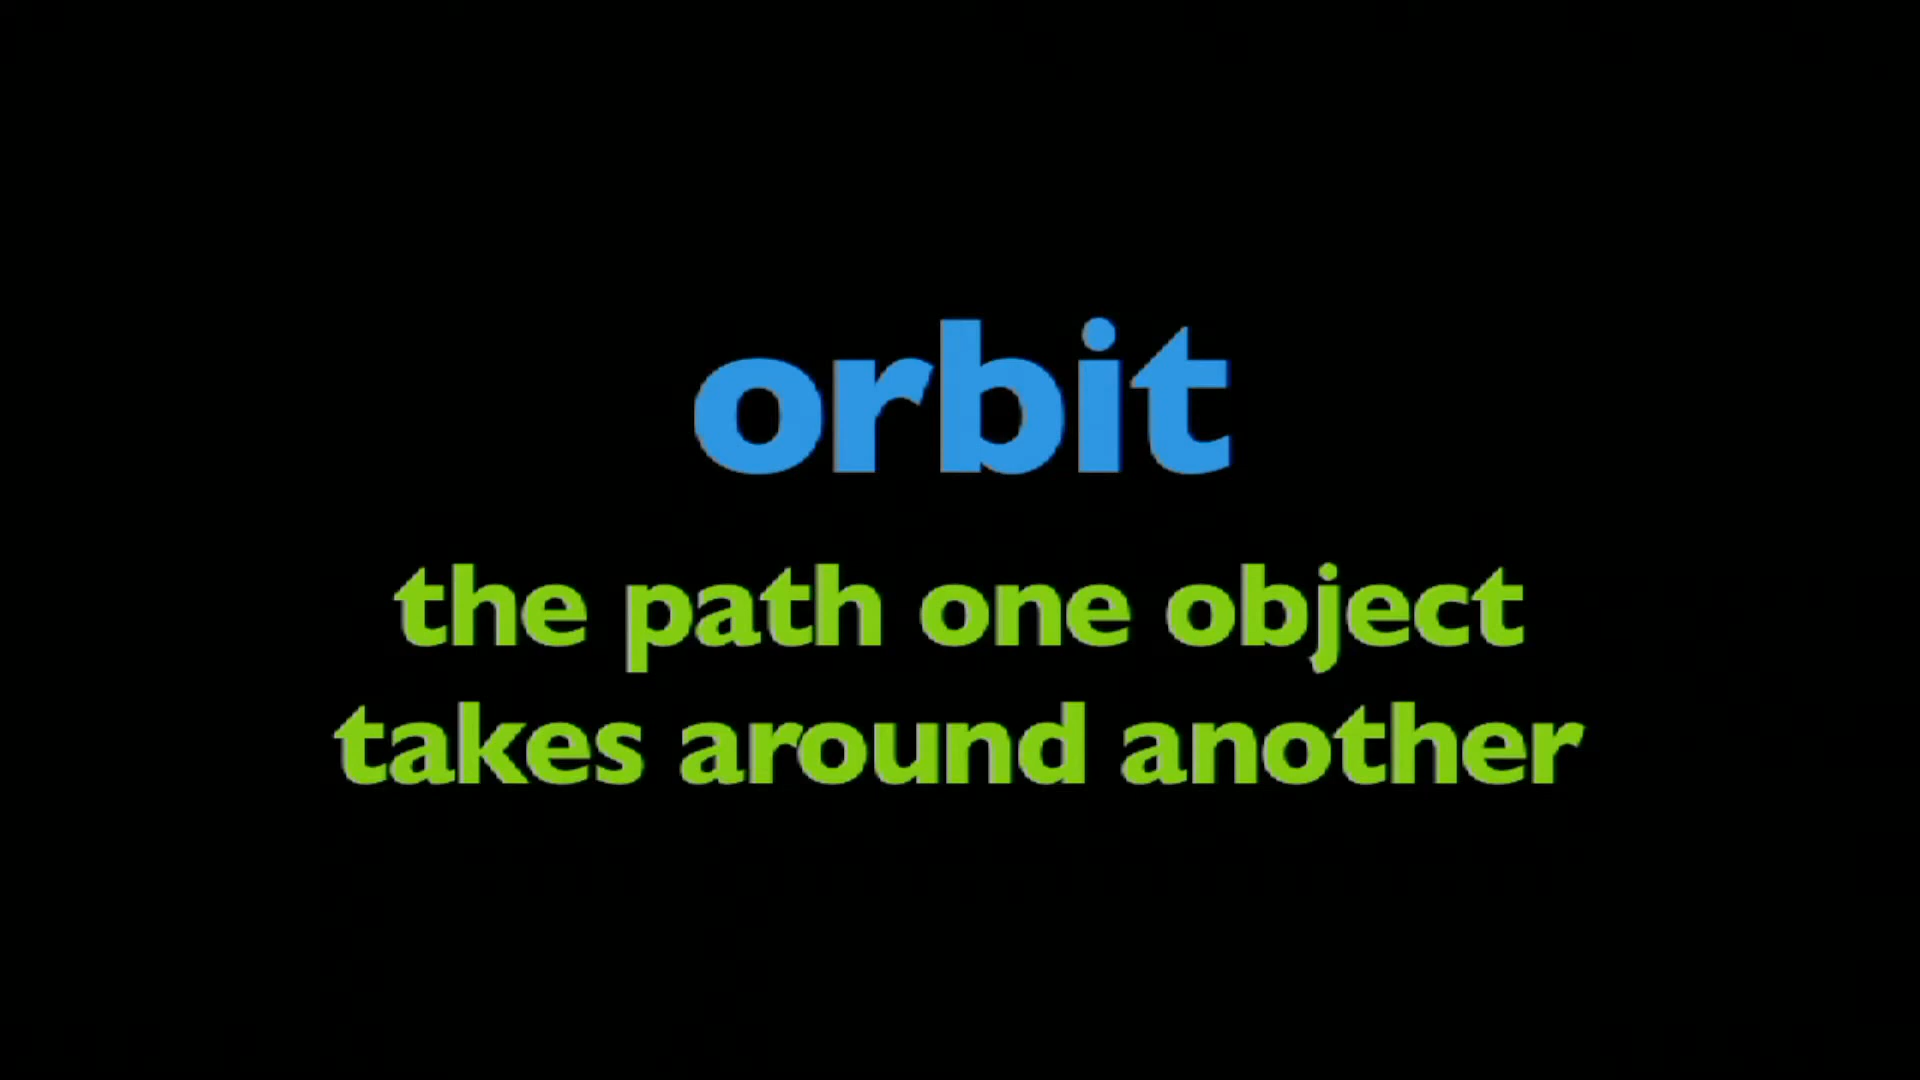 orbit
the path one object
takes around another